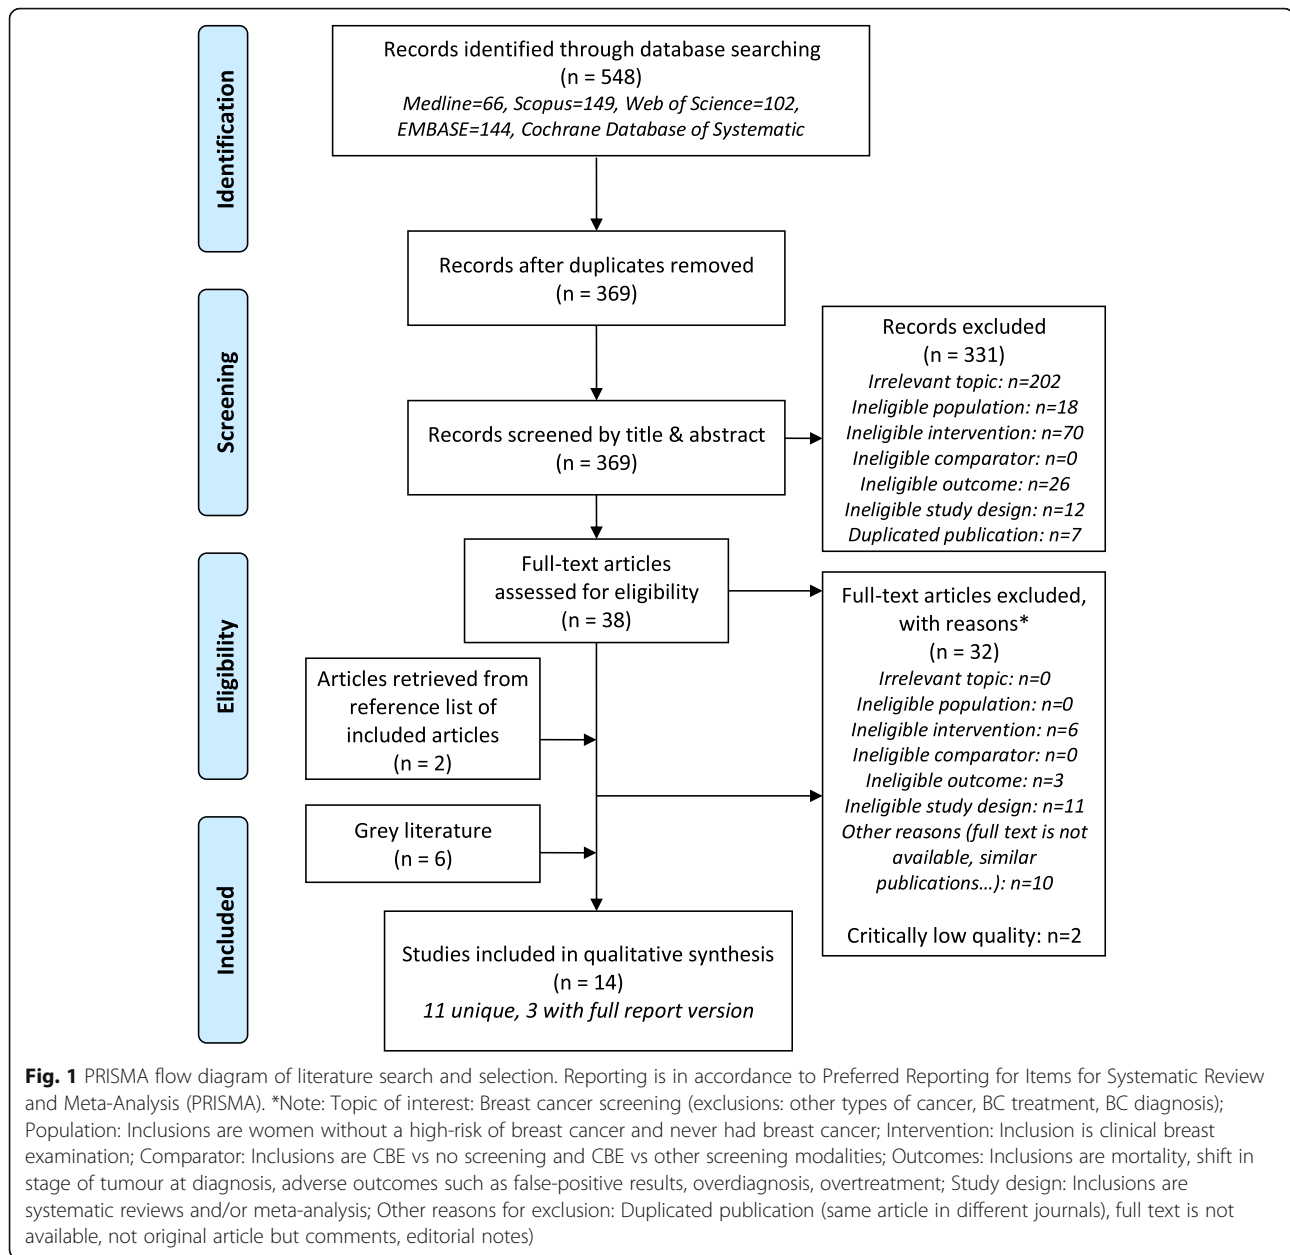 Identification
Records identified through database searching
(n = 548)
Medline=66, Scopus=149, Web of Science=102,
EMBASE=144, Cochrane Database of Systematic
Records after duplicates removed
(n = 369)
Screening
Records screened by title & abstract
(n = 369)
Records excluded
(n = 331)
Irrelevant topic: n=202
Ineligible population: n=18
Ineligible intervention: n=70
Ineligible comparator: n=0
Ineligible outcome: n=26
Ineligible study design: n=12
Duplicated publication: n=7
Eligibility
Full-text articles
assessed for eligibility
(n = 38)
Full-text articles excluded,
with reasons*
(n = 32)
Irrelevant topic: n=0
Ineligible population: n=0
Ineligible intervention: n=6
Ineligible comparator: n=0
Ineligible outcome: n=3
Ineligible study design: n=11
Other reasons (full text is not
available, similar
publications...): n=10
Critically low quality: n=2
Articles retrieved from
reference list of
included articles
(n = 2)
Grey literature
(n = 6)
Included
Studies included in qualitative synthesis
(n = 14)
11 unique, 3 with full report version
Fig. 1 PRISMA flow diagram of literature search and selection. Reporting is in accordance to Preferred Reporting for Items for Systematic Review
and Meta-Analysis (PRISMA). *Note: Topic of interest: Breast cancer screening (exclusions: other types of cancer, BC treatment, BC diagnosis);
Population: Inclusions are women without a high-risk of breast cancer and never had breast cancer; Intervention: Inclusion is clinical breast
examination; Comparator: Inclusions are CBE vs no screening and CBE vs other screening modalities; Outcomes: Inclusions are mortality, shift in
stage of tumour at diagnosis, adverse outcomes such as false-positive results, overdiagnosis, overtreatment; Study design: Inclusions are
systematic reviews and/or meta-analysis; Other reasons for exclusion: Duplicated publication (same article in different journals), full text is not
available, not original article but comments, editorial notes)